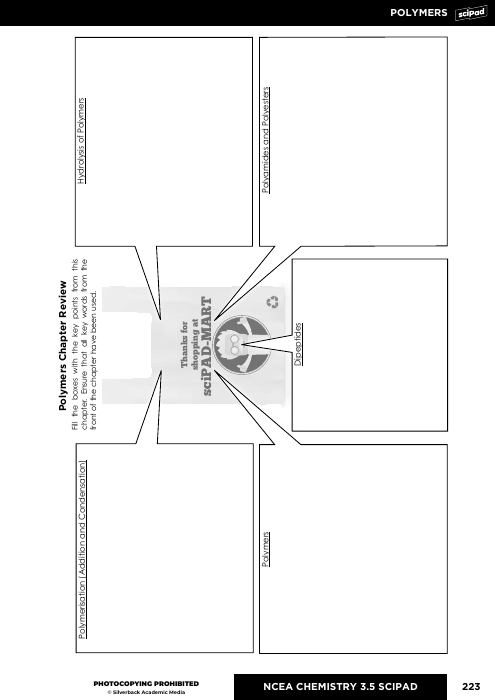 POLYMERS
scipad
Polymers Chapter Review
Fill the boxes with the key points from this
chapter. Ensure that all key words from the
front of the chapter have been used.
Polymerisation (Addition and Condensation)
Hydrolysis of Polymers
Thanks for
shopping at
sciPAD-MART
Polymers
Dipeptides
Polyamides and Polyesters
PHOTOCOPYING PROHIBITED
© Silverback Academic Media
NCEA CHEMISTRY 3.5 SCIPAD
223